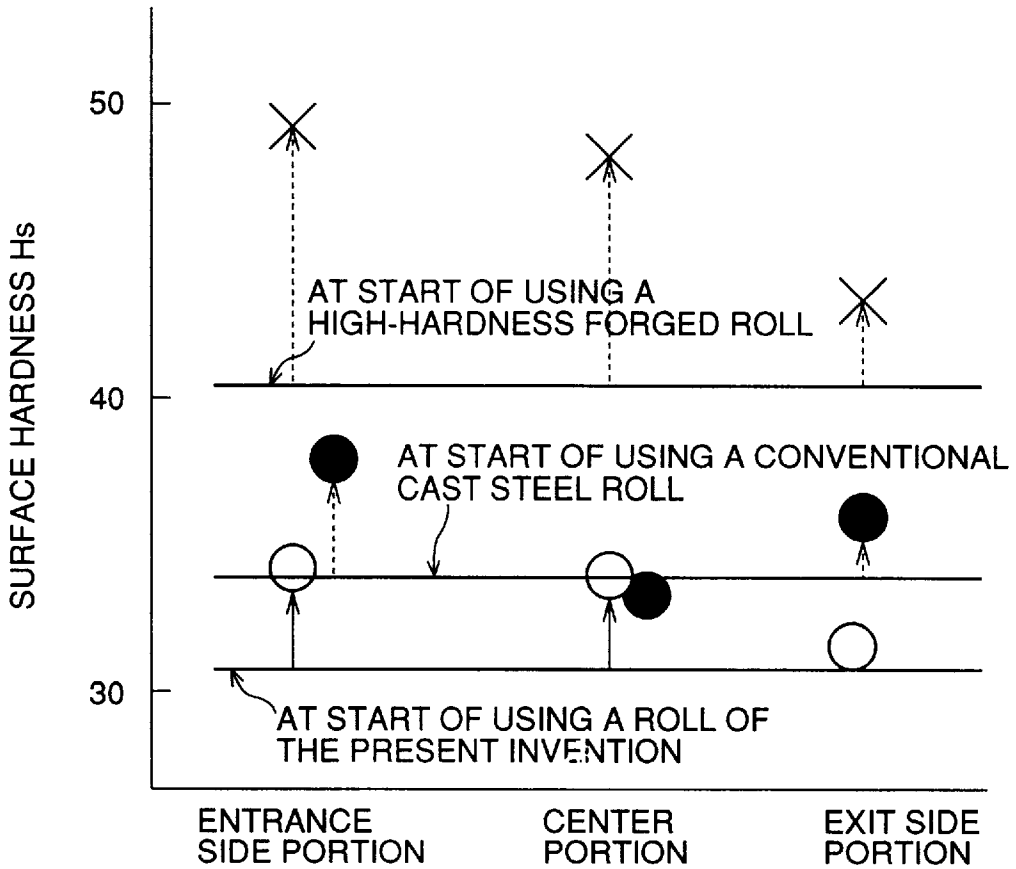 SURFACE HARDNESS Hs
50
40
30
AT START OF USING A
HIGH-HARDNESS FORGED ROLL
AT START OF USING A CONVENTIONAL
CAST STEEL ROLL
AT START OF USING A ROLL OF
THE PRESENT INVENTION
ENTRANCE
SIDE PORTION
CENTER
PORTION
EXIT SIDE
PORTION